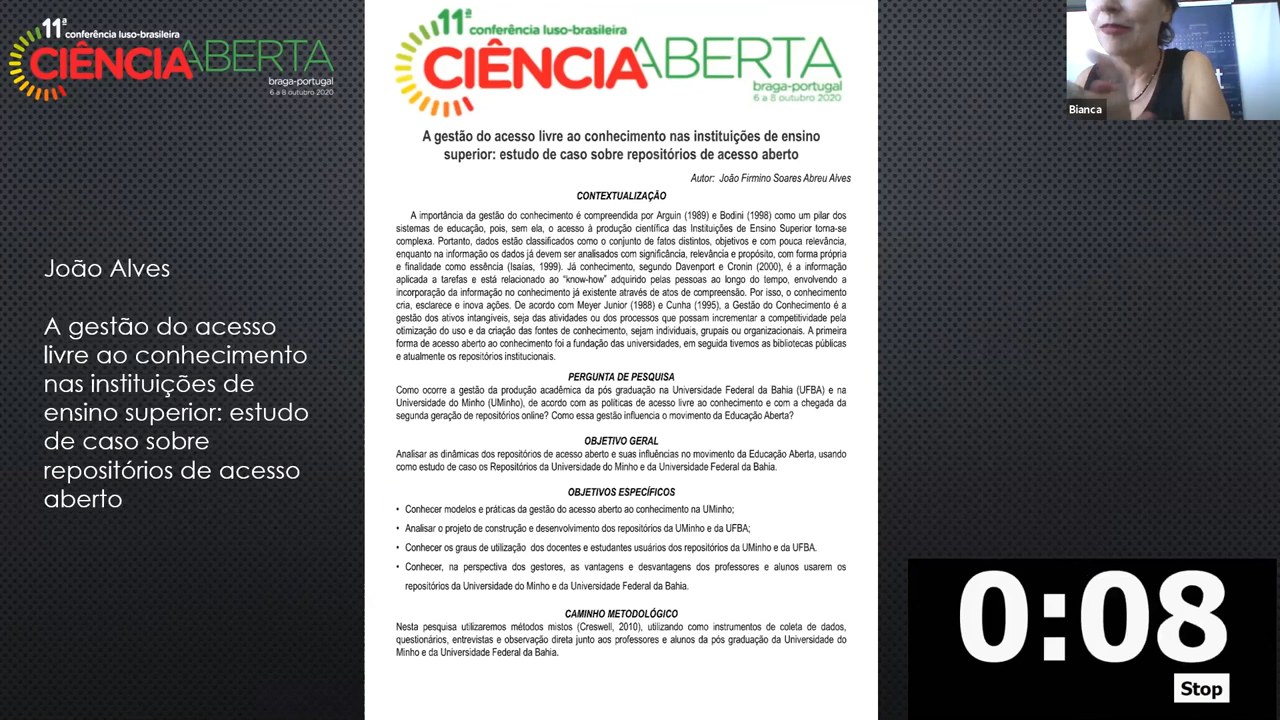 11ª
conferência luso-brasileira
CIÊNCIAABERTA
braga-portugal
6 a 8 outubro 2020
João Alves
A gestão do acesso
livre ao conhecimento
nas instituições de
ensino superior: estudo
de caso sobre
repositórios de acesso
aberto
11ª
conferência luso-brasileira
CIÊNCIAABERTA
braga-portugal
6 a 8 outubro 2020
A gestão do acesso livre ao conhecimento nas instituições de ensino
superior: estudo de caso sobre repositórios de acesso aberto
Autor: João Firmino Soares Abreu Alves
CONTEXTUALIZAÇÃO
A importância da gestão do conhecimento é compreendida por Arguin (1989) e Bodini (1998) como um pilar dos
sistemas de educação, pois, sem ela, o acesso à produção científica das Instituições de Ensino Superior torna-se
complexa. Portanto, dados estão classificados como o conjunto de fatos distintos, objetivos e com pouca relevância,
enquanto na informação os dados já devem ser analisados com significância, relevância e propósito, com forma própria
e finalidade como essência (Isaías, 1999). Já conhecimento, segundo Davenport e Cronin (2000), é a informação
aplicada a tarefas e está relacionado ao “know-how” adquirido pelas pessoas ao longo do tempo, envolvendo a
incorporação da informação no conhecimento já existente através de atos de compreensão. Por isso, o conhecimento
cria, esclarece e inova ações. De acordo com Meyer Junior (1988) e Cunha (1995), a Gestão do Conhecimento é a
gestão dos ativos intangíveis, seja das atividades ou dos processos que possam incrementar a competitividade pela
otimização do uso e da criação das fontes de conhecimento, sejam individuais, grupais ou organizacionais. A primeira
forma de acesso aberto ao conhecimento foi a fundação das universidades, em seguida tivemos as bibliotecas públicas
e atualmente os repositórios institucionais.
PERGUNTA DE PESQUISA
Como ocorre a gestão da produção acadêmica da pós graduação na Universidade Federal da Bahia (UFBA) e na
Universidade do Minho (UMinho), de acordo com as políticas de acesso livre ao conhecimento e com a chegada da
segunda geração de repositórios online? Como essa gestão influencia o movimento da Educação Aberta?
OBJETIVO GERAL
Analisar as dinâmicas dos repositórios de acesso aberto e suas influências no movimento da Educação Aberta, usando
como estudo de caso os Repositórios da Universidade do Minho e da Universidade Federal da Bahia.
OBJETIVOS ESPECÍFICOS
• Conhecer modelos e práticas da gestão do acesso aberto ao conhecimento na UMinho;
• Analisar o projeto de construção e desenvolvimento dos repositórios da UMinho e da UFBA;
• Conhecer os graus de utilização dos docentes e estudantes usuários dos repositórios da UMinho e da UFBA.
• Conhecer, na perspectiva dos gestores, as vantagens e desvantagens dos professores e alunos usarem os
repositórios da Universidade do Minho e da Universidade Federal da Bahia.
CAMINHO METODOLÓGICO
Nesta pesquisa utilizaremos métodos mistos (Creswell, 2010), utilizando como instrumentos de coleta de dados,
questionários, entrevistas e observação direta junto aos professores e alunos da pós graduação da Universidade do
Minho e da Universidade Federal da Bahia.
t
Bianca
0:08
Stop